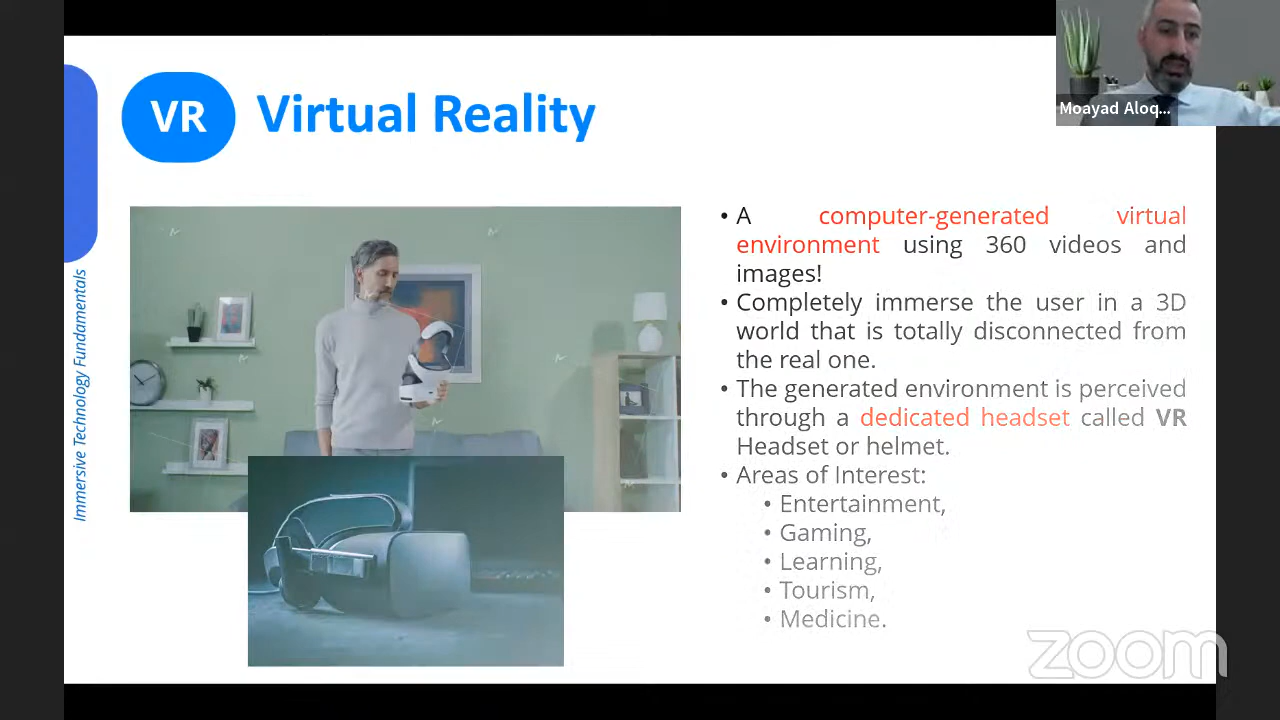 VR
Virtual Reality
Moayad Aloq...
Immersive Technology Fundamentals
• A computer-generated virtual
environment using 360 videos and
images!
• Completely immerse the user in a 3D
world that is totally disconnected from
the real one.
• The generated environment is perceived
through a dedicated headset called VR
Headset or helmet.
• Areas of Interest:
• Entertainment,
• Gaming,
• Learning,
• Tourism,
• Medicine.
zoom